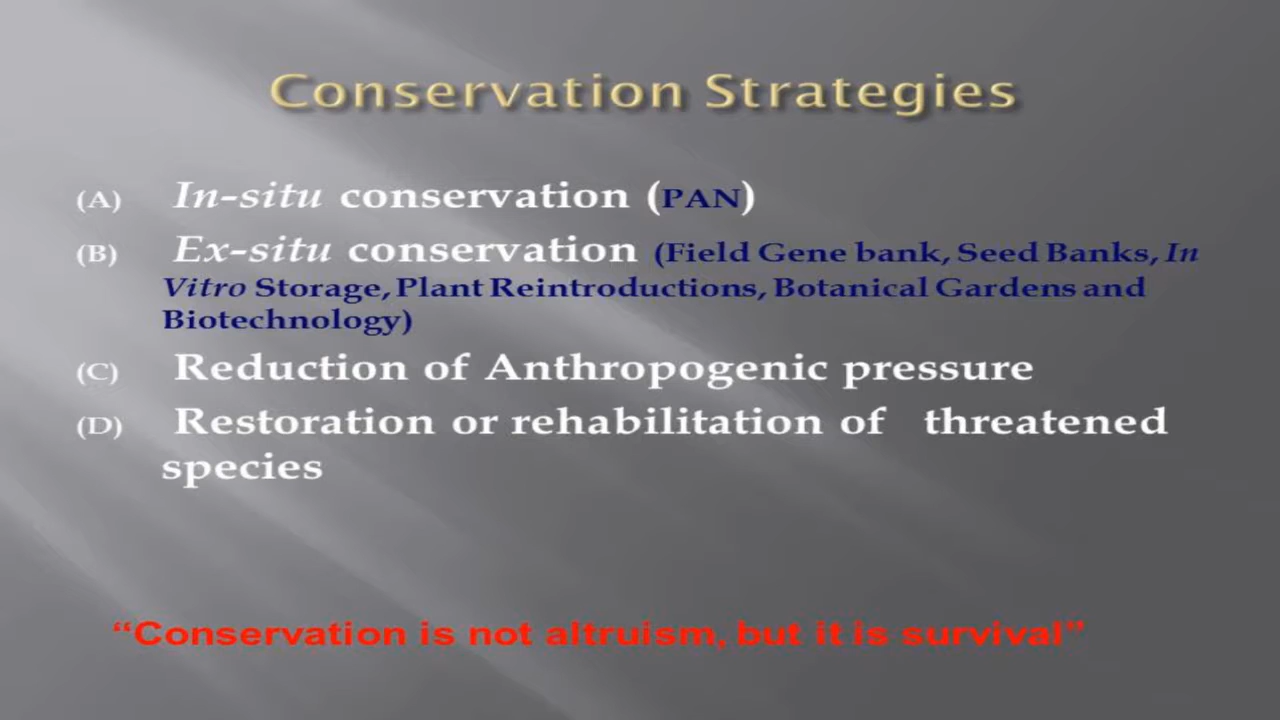 Conservation Strategies
(A) In-situ conservation (PAN)
(B) Ex-situ conservation (Field Gene bank, Seed Banks, In
Vitro Storage, Plant Reintroductions, Botanical Gardens and
Biotechnology)
(C) Reduction of Anthropogenic pressure
(D) Restoration or rehabilitation of threatened
species
“Conservation is not altruism, but it is survival”